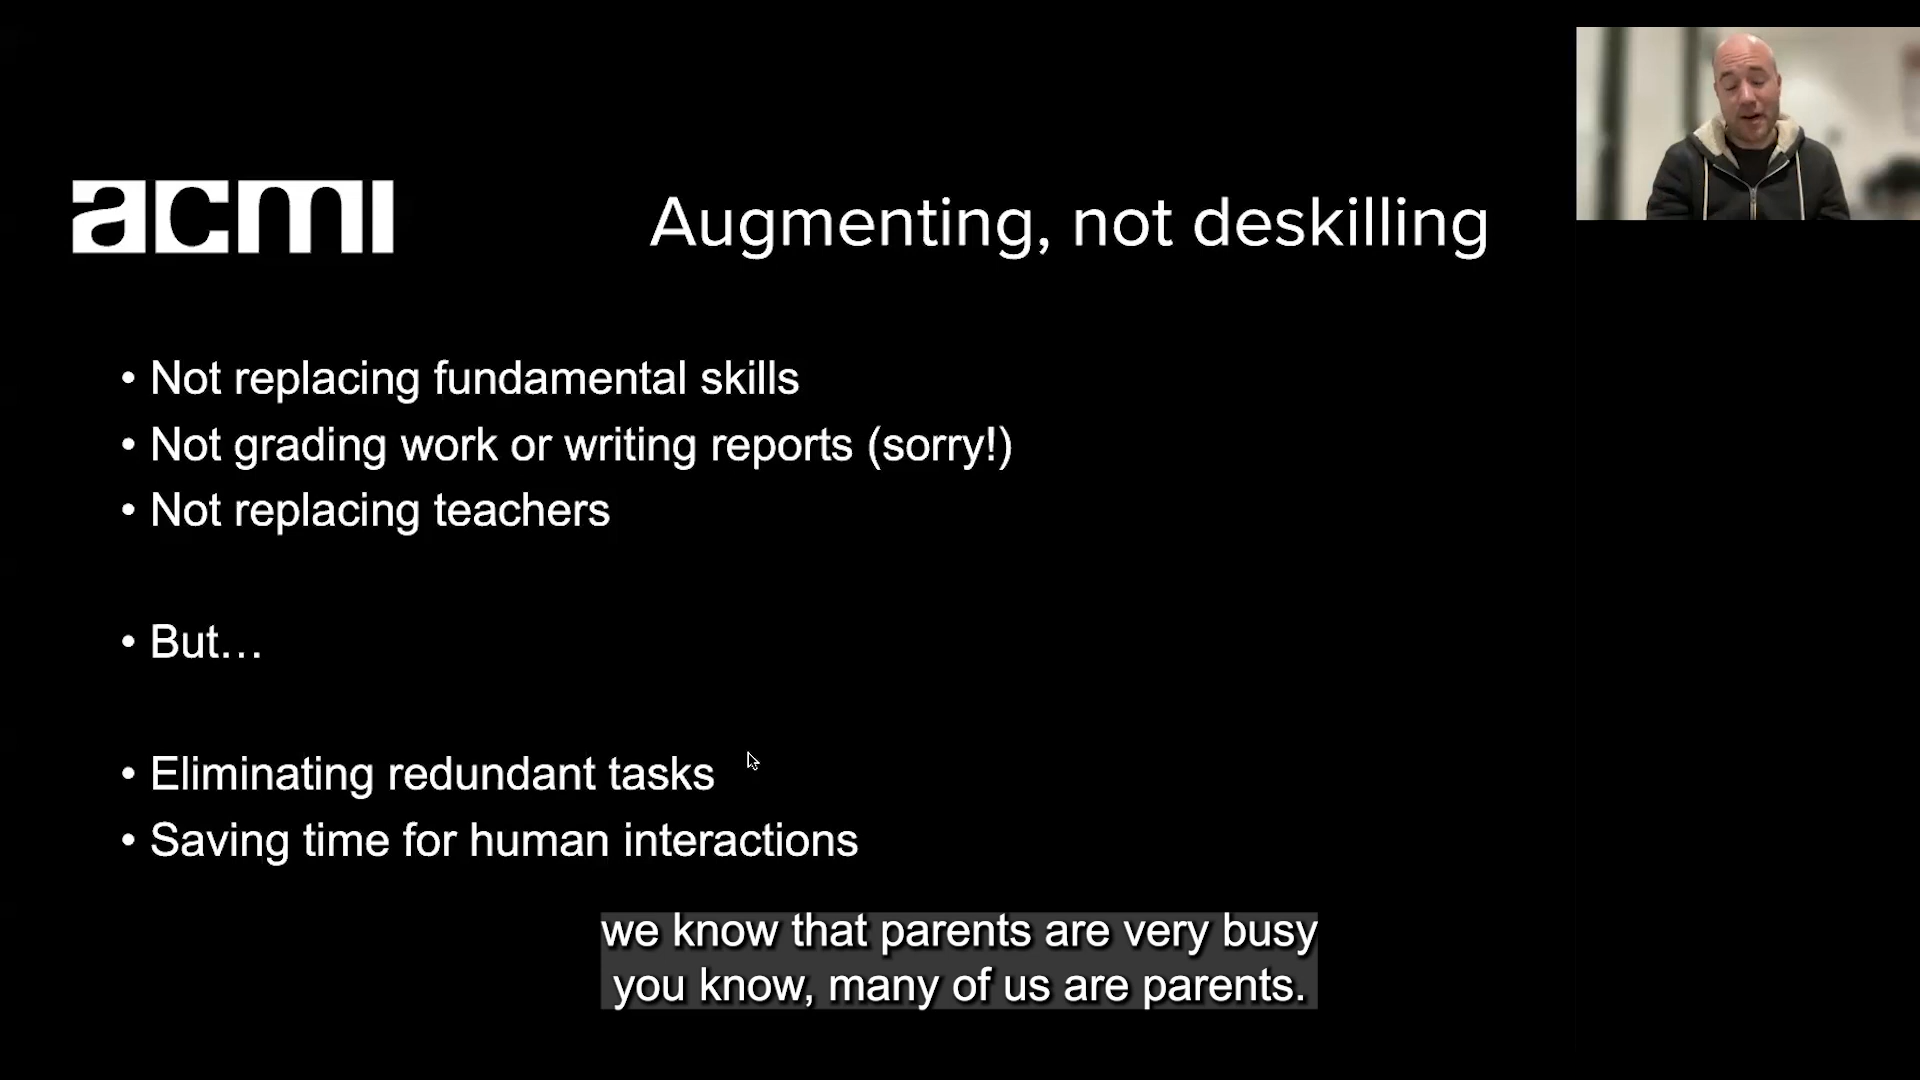 acmi
Augmenting, not deskilling
• Not replacing fundamental skills
• Not grading work or writing reports (sorry!)
• Not replacing teachers
• But…
• Eliminating redundant tasks
• Saving time for human interactions
we know that parents are very busy
you know, many of us are parents.